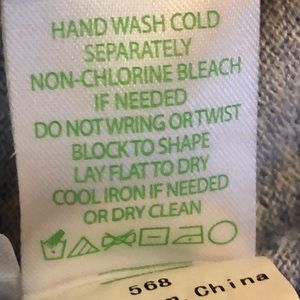 HAND WASH COLD
SEPARATELY
NON-CHLORINE BLEACH
IF NEEDED
DO NOT WRING OR TWIST
BLOCK TO SHAPE
LAY FLAT TO DRY
COOL IRON IF NEEDED
OR DRY CLEAN
568
China